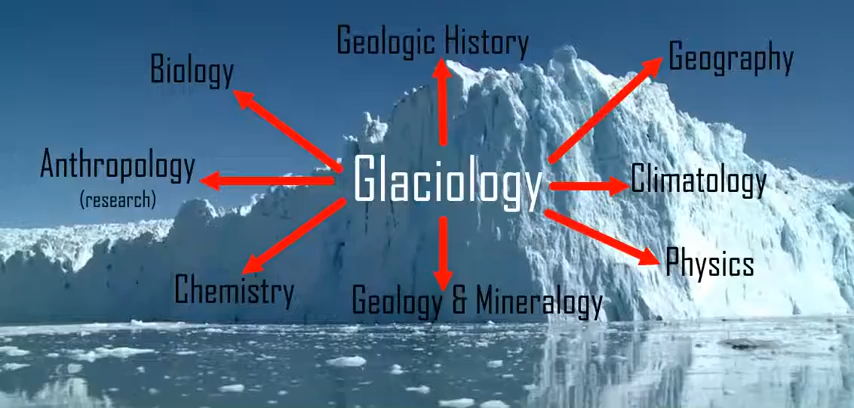 Geologic History
Biology
Geography
Anthropology
(research)
Glaciology
Climatology
Physics
Chemistry
Geology & Mineralogy